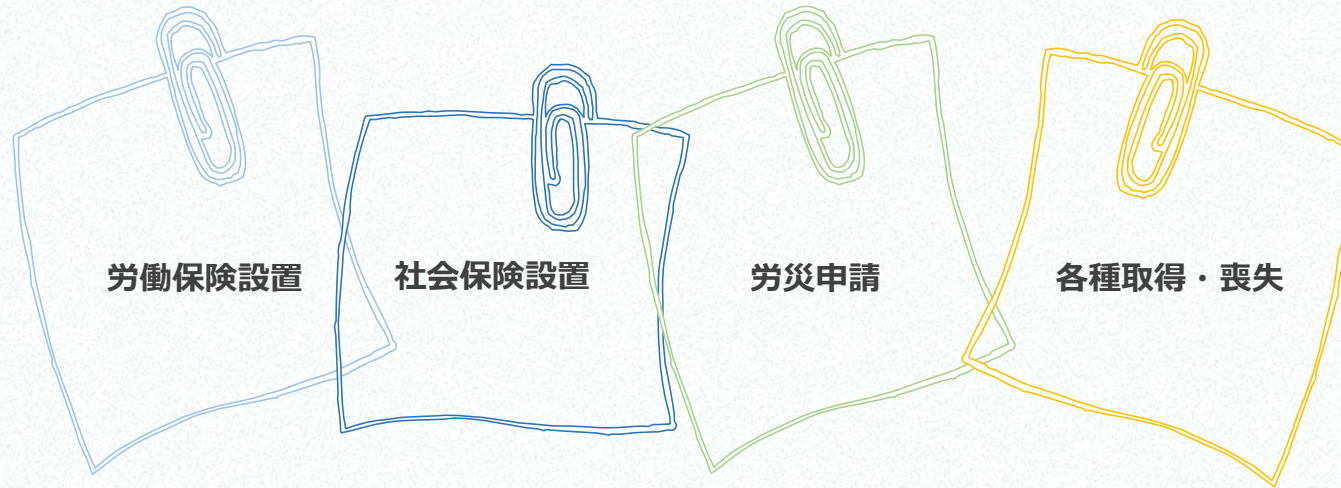 労働保険設置
社会保険設置
労災申請
各種取得・喪失